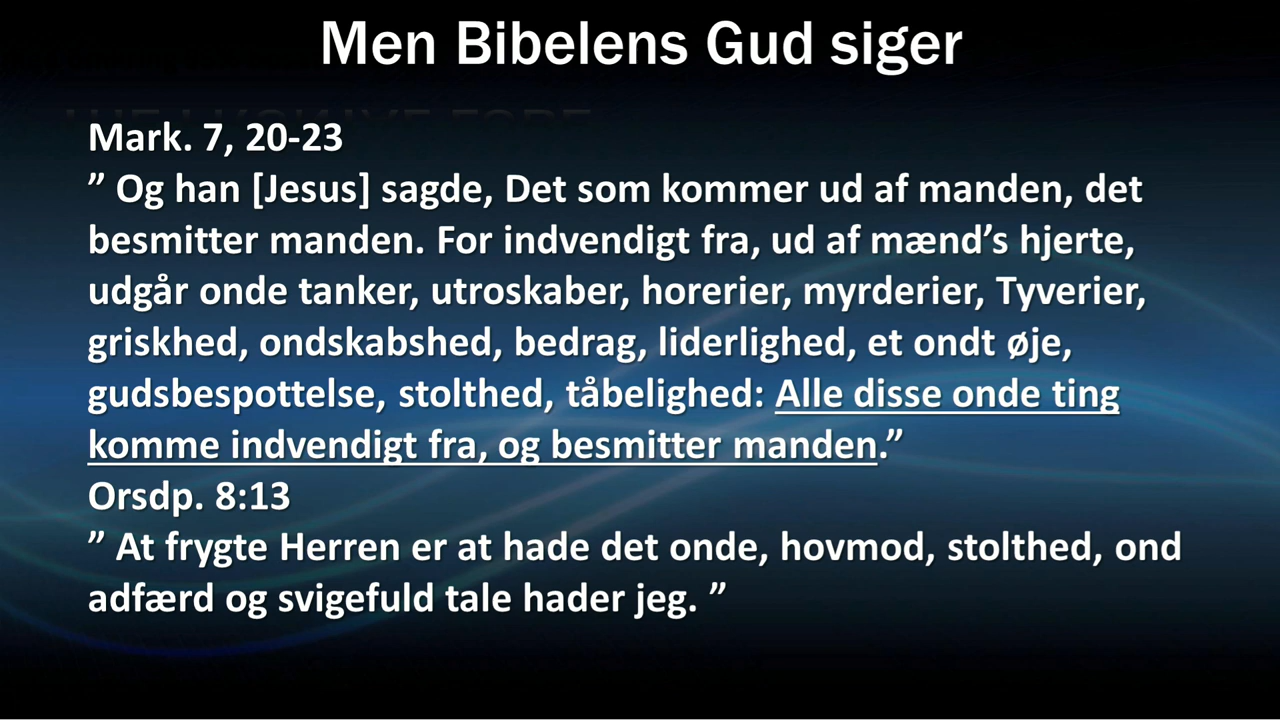 Men Bibelens Gud siger
Mark. 7, 20-23
” Og han [Jesus] sagde, Det som kommer ud af manden, det
besmitter manden. For indvendigt fra, ud af mænd’s hjerte,
udgår onde tanker, utroskaber, horerier, myrderier, Tyverier,
griskhed, ondskabshed, bedrag, liderlighed, et ondt øje,
gudsbespottelse, stolthed, tåbelighed: Alle disse onde ting
komme indvendigt fra, og besmitter manden.”
Orsdp. 8:13
” At frygte Herren er at hade det onde, hovmod, stolthed, ond
adfærd og svigefuld tale hader jeg. ”